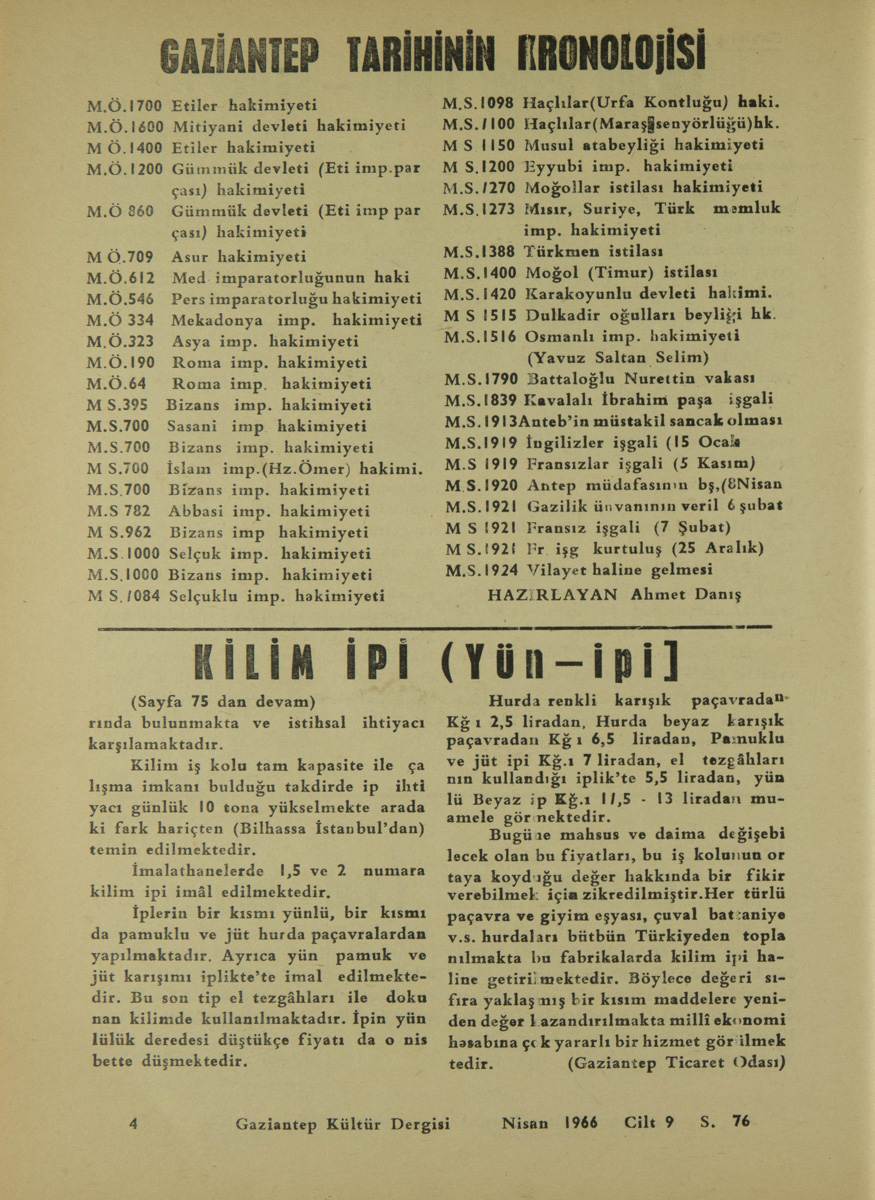 GAZİANTEP TARİHİNİN KRONOLOJİSİ
M.Ö.1700 Etiler hakimiyeti
M.Ö.1600 Mitiyani devleti hakimiyeti
M Ö.1400 Etiler hakimiyeti
M.Ö.1200 Gümmük devleti (Eti imp.par
çası) hakimiyeti
M.Ö 860 Gümmük devleti (Eti imp par
çası) hakimiyeti
M Ö.709 Asur hakimiyeti
M.Ö.612 Med imparatorluğunun haki
M.Ö.546 Pers imparatorluğu hakimiyeti
M.Ö 334 Mekadonya imp. hakimiyeti
M.Ö.323 Asya imp. hakimiyeti
M.Ö.190 Roma imp. hakimiyeti
M.Ö.64 Roma imp. hakimiyeti
M S.395 Bizans imp. hakimiyeti
M.S.700 Sasani imp hakimiyeti
M.S.700 Bizans imp. hakimiyeti
M S.700 İslam imp.(Hz.Ömer) hakimi.
M.S.700 Bizans imp. hakimiyeti
M.S 782 Abbasi imp. hakimiyeti
M S.962 Bizans imp hakimiyeti
M.S.1000 Selçuk imp. hakimiyeti
M.S.1000 Bizans imp. hakimiyeti
M S.1084 Selçuklu imp. hakimiyeti
M.S.1098 Haçlılar(Urfa Kontluğu) haki.
M.S.1100 Haçlılar(Maraş senyörlüğü)hk.
M S 1150 Musul atabeyliği hakimiyeti
M S.1200 Eyyubi imp. hakimiyeti
M.S.1270 Moğollar istilası hakimiyeti
M.S.1273 Mısır, Suriye, Türk memluk
imp. hakimiyeti
M.S.1388 Türkmen istilası
M.S.1400 Moğol (Timur) istilası
M.S.1420 Karakoyunlu devleti hakimi.
M S 1515 Dulkadir oğulları beyliği hk.
M.S.1516 Osmanlı imp. hakimiyeti
(Yavuz Saltan Selim)
M.S.1790 Battaloğlu Nurettin vakası
M.S.1839 Kavalalı İbrahim paşa işgali
M.S.1913 Anteb'in müstakil sancak olması
M.S.1919 İngilizler işgali (15 Ocak
M.S 1919 Fransızlar işgali (5 Kasım)
M.S.1920 Antep müdafasının bş.(8Nisan
M.S.1921 Gazilik ünvanının veril 6 şubat
M S 1921 Fransız işgali (7 Şubat)
M S.1921 Fr işg kurtuluş (25 Aralık)
M.S.1924 Vilayet haline gelmesi
HAZIRLAYAN Ahmet Danış
KİLİM İPİ (Yün-ipi]
(Sayfa 75 dan devam)
rında bulunmakta ve istihsal ihtiyacı
karşılamaktadır.
Kilim iş kolu tam kapasite ile ça
lışma imkanı bulduğu takdirde ip ihti
yacı günlük 10 tona yükselmekte arada
ki fark hariçten (Bilhassa İstanbul'dan)
temin edilmektedir.
İmalathanelerde 1,5 ve 2 numara
kilim ipi imâl edilmektedir.
İplerin bir kısmı yünlü, bir kısmı
da pamuklu ve jüt hurda paçavralardan
yapılmaktadır. Ayrıca yün pamuk ve
jüt karışımı iplikte'te imal edilmekte-
dir. Bu son tip el tezgâhları ile doku
nan kilimde kullanılmaktadır. İpin yün
lülük deredesi düştükçe fiyatı da o nis
bette düşmektedir.
Hurda renkli karışık paçavradan
Kğ ı 2,5 liradan, Hurda beyaz karışık
paçavradan Kğ ı 6,5 liradan, Pamuklu
ve jüt ipi Kğ.ı 7 liradan, el tezgâhları
nın kullandığı iplik'te 5,5 liradan, yün
lü Beyaz ip Kğ.ı 11,5 - 13 liradan mu-
amele görmektedir.
Bugüne mahsus ve daima değişebi
lecek olan bu fiyatları, bu iş kolunun or
taya koyduğu değer hakkında bir fikir
verebilmek için zikredilmiştir.Her türlü
paçavra ve giyim eşyası, çuval battaniye
v.s. hurdaları bütbün Türkiyeden topla
nılmakta bu fabrikalarda kilim ipi ha-
line getirilmektedir. Böylece değeri sı-
fıra yaklaşmış bir kısım maddelere yeni-
den değer kazandırılmakta millî ekonomi
hesabına çok yararlı bir hizmet görülmek
tedir. (Gaziantep Ticaret Odası)
4 Gaziantep Kültür Dergisi Nisan 1966 Cilt 9 S. 76